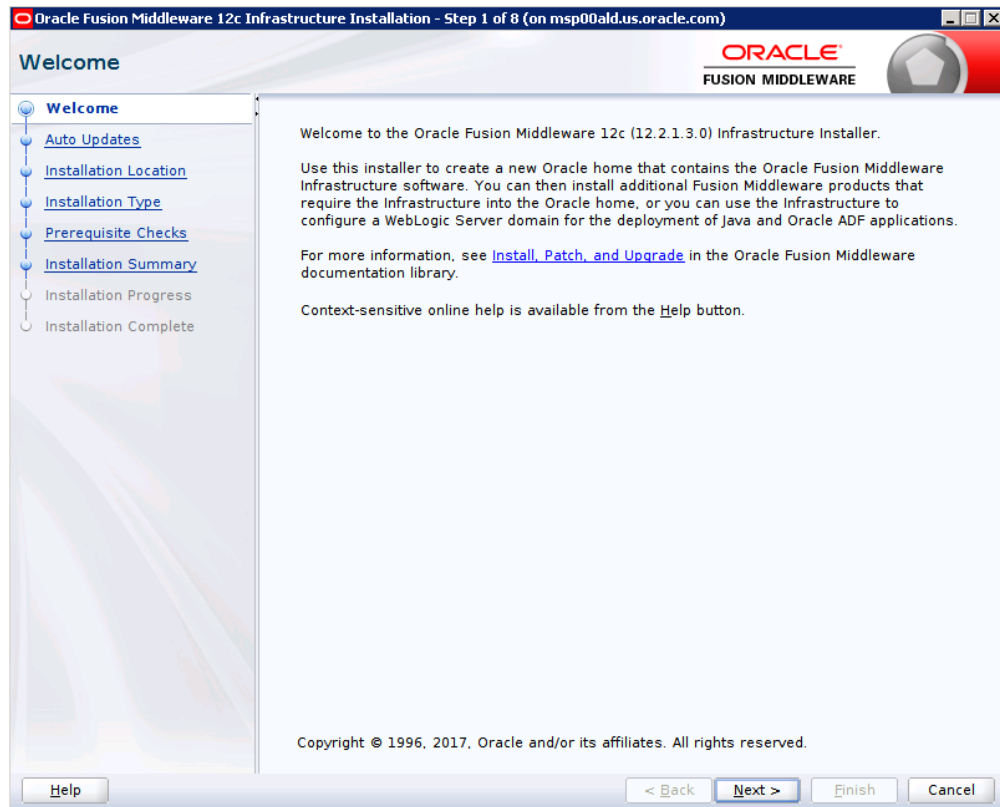 Oracle Fusion Middleware 12c Infrastructure Installation - Step 1 of 8 (on msp00ald.us.oracle.com)
Welcome
ORACLE®
FUSION MIDDLEWARE
Welcome
Auto Updates
Installation Location
Installation Type
Prerequisite Checks
Installation Summary
Installation Progress
Installation Complete
Welcome to the Oracle Fusion Middleware 12c (12.2.1.3.0) Infrastructure Installer.
Use this installer to create a new Oracle home that contains the Oracle Fusion Middleware
Infrastructure software. You can then install additional Fusion Middleware products that
require the Infrastructure into the Oracle home, or you can use the Infrastructure to
configure a WebLogic Server domain for the deployment of Java and Oracle ADF applications.
For more information, see Install, Patch, and Upgrade in the Oracle Fusion Middleware
documentation library.
Context-sensitive online help is available from the Help button.
Copyright © 1996, 2017, Oracle and/or its affiliates. All rights reserved.
Help
< Back
Next >
Finish
Cancel